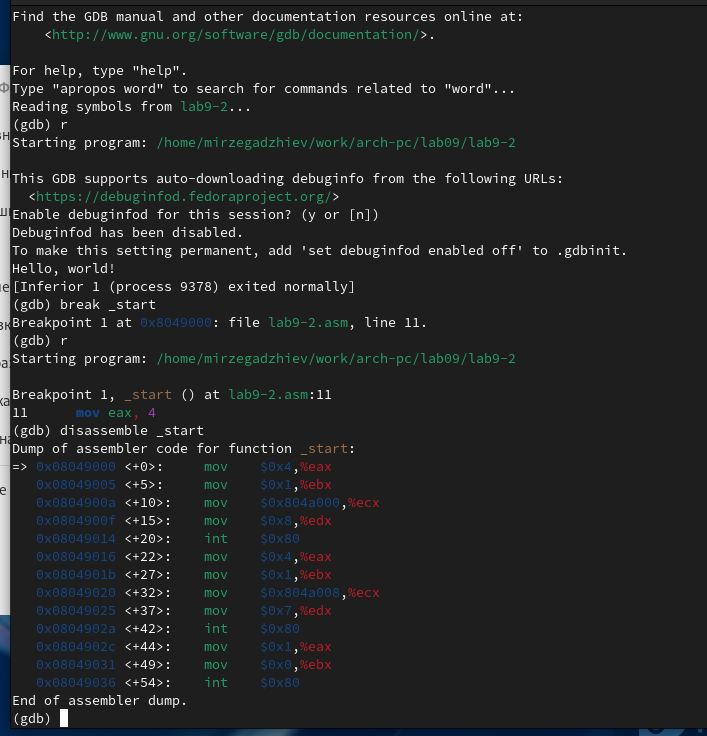 Find the GDB manual and other documentation resources online at:
    <http://www.gnu.org/software/gdb/documentation/>.
For help, type "help".
Type "apropos word" to search for commands related to "word"...
Reading symbols from lab9-2...
(gdb) r
Starting program: /home/mirzegadzhiev/work/arch-pc/lab09/lab9-2
This GDB supports auto-downloading debuginfo from the following URLs:
  <https://debuginfod.fedoraproject.org/>
Enable debuginfod for this session? (y or [n])
Debuginfod has been disabled.
To make this setting permanent, add 'set debuginfod enabled off' to .gdbinit.
Hello, world!
[Inferior 1 (process 9378) exited normally]
(gdb) break _start
Breakpoint 1 at 0x8049000: file lab9-2.asm, line 11.
(gdb) r
Starting program: /home/mirzegadzhiev/work/arch-pc/lab09/lab9-2
Breakpoint 1, _start () at lab9-2.asm:11
11      mov eax, 4
(gdb) disassemble _start
Dump of assembler code for function _start:
=> 0x08049000 <+0>:     mov    $0x4,%eax
   0x08049005 <+5>:     mov    $0x1,%ebx
   0x0804900a <+10>:    mov    $0x804a000,%ecx
   0x0804900f <+15>:    mov    $0x8,%edx
   0x08049014 <+20>:    int    $0x80
   0x08049016 <+22>:    mov    $0x4,%eax
   0x0804901b <+27>:    mov    $0x1,%ebx
   0x08049020 <+32>:    mov    $0x804a008,%ecx
   0x08049025 <+37>:    mov    $0x7,%edx
   0x0804902a <+42>:    int    $0x80
   0x0804902c <+44>:    mov    $0x1,%eax
   0x08049031 <+49>:    mov    $0x0,%ebx
   0x08049036 <+54>:    int    $0x80
End of assembler dump.
(gdb)